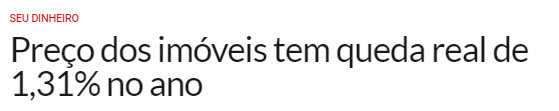 SEU DINHEIRO
Preço dos imóveis tem queda real de
1,31% no ano